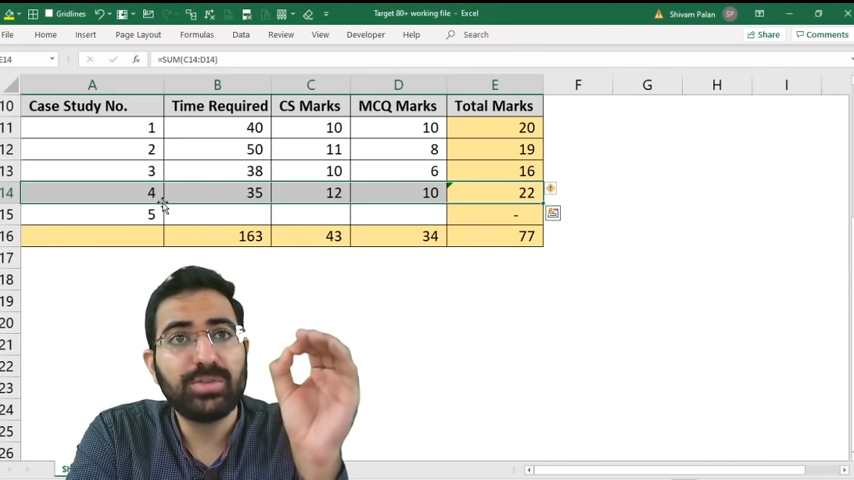 Gridlines
Target 80+ working file - Excel
Shivam Palan
SP
File
Home
Insert
Page Layout
Formulas
Data
Review
View
Developer
Help
Search
Share
Comments
E14
=SUM(C14:D14)
A B C D E F G H I
10 Case Study No. Time Required CS Marks MCQ Marks Total Marks
11 1 40 10 10 20
12 2 50 11 8 19
13 3 38 10 6 16
14 4 35 12 10 22
15 5 -
16 163 43 34 77
17
18
19
20
21
22
23
24
25
26